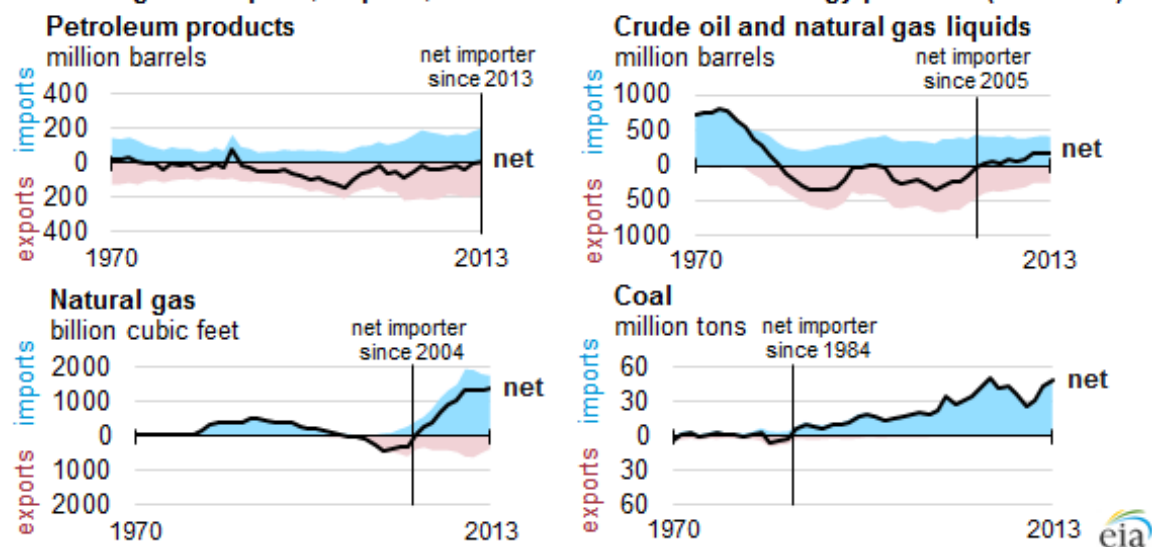 Petroleum products
million barrels
net importer
since 2013
imports
exports
400
200
0
200
400
net
1970
2013
Crude oil and natural gas liquids
million barrels
net importer
since 2005
imports
exports
1000
500
0
500
1000
net
1970
2013
Natural gas
billion cubic feet
net importer
since 2004
imports
exports
2000
1000
0
1000
2000
net
1970
2013
Coal
million tons
net importer
since 1984
imports
exports
60
30
0
30
60
net
1970
2013
eia